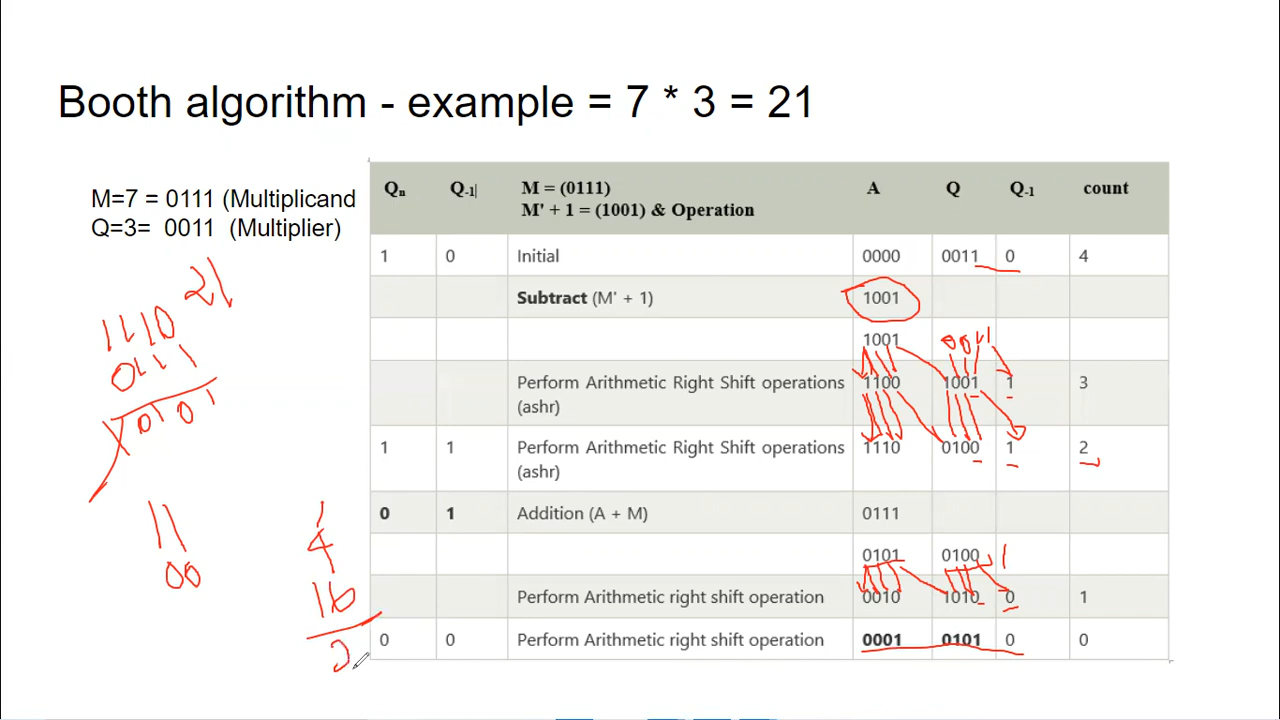 Booth algorithm - example = 7 * 3 = 21
M=7 = 0111 (Multiplicand
Q=3= 0011 (Multiplier)
21
1110
0111
10101
11
00
1
4
16
2
Qn Q-1| M = (0111) A Q Q-1 count
M' + 1 = (1001) & Operation
1 0 Initial 0000 0011 0 4
Subtract (M' + 1) 1001
1001 0011
Perform Arithmetic Right Shift operations 1100 1001 1 3
(ashr)
1 1 Perform Arithmetic Right Shift operations 1110 0100 1 2
(ashr)
0 1 Addition (A + M) 0111
0101 0100 1
Perform Arithmetic right shift operation 0010 1010 0 1
0 0 Perform Arithmetic right shift operation 0001 0101 0 0